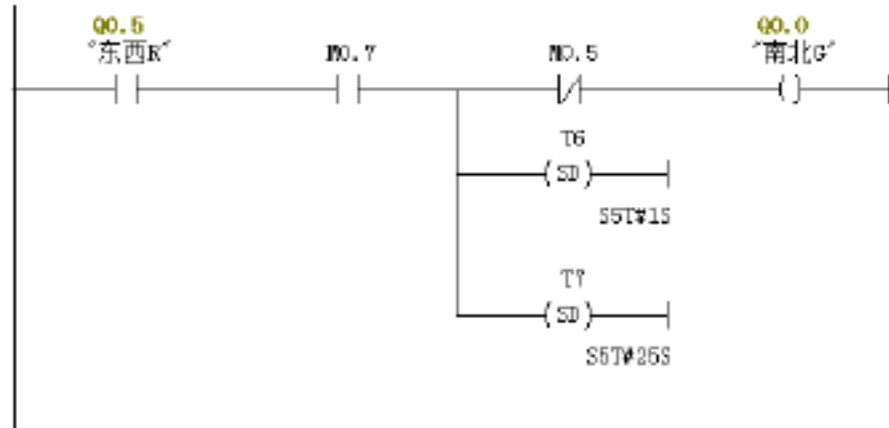 Q0.5
"东西R"
M0.7
M0.5
Q0.0
"南北G"
T6
(SD)
S5T#1S
T7
(SD)
S5T#25S